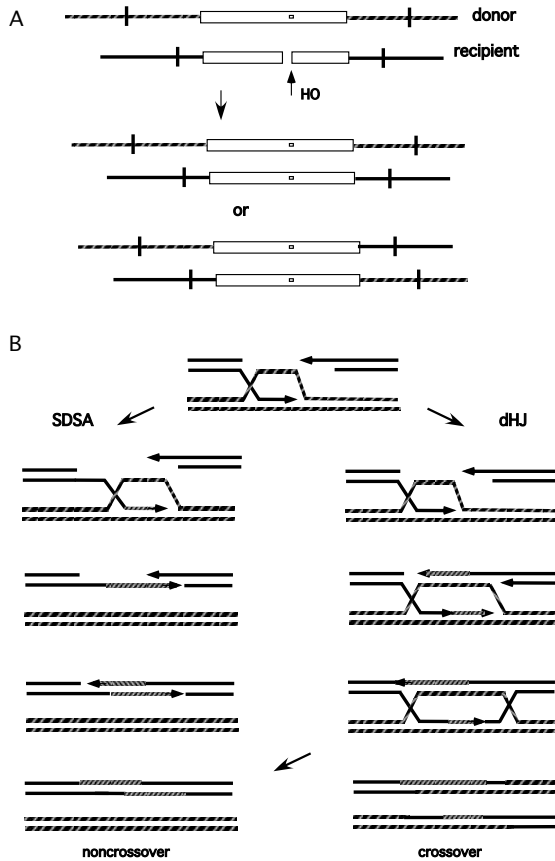 A
donor
recipient
HO
or
B
SDSA
dHJ
noncrossover
crossover